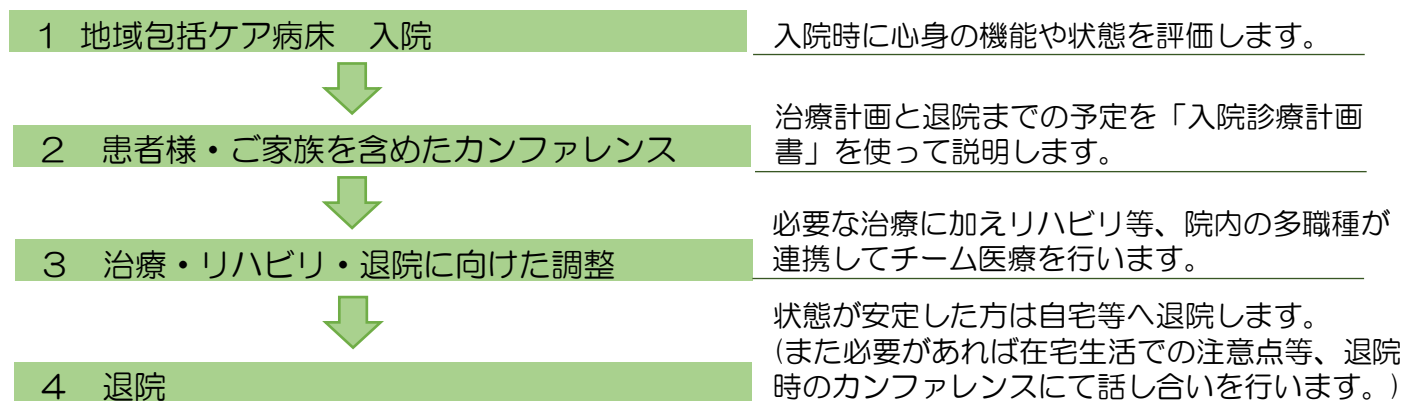 １ 地域包括ケア病床　入院
入院時に心身の機能や状態を評価します。
２　患者様・ご家族を含めたカンファレンス
治療計画と退院までの予定を「入院診療計画
書」を使って説明します。
３　治療・リハビリ・退院に向けた調整
必要な治療に加えリハビリ等、院内の多職種が
連携してチーム医療を行います。
４　退院
状態が安定した方は自宅等へ退院します。
(また必要があれば在宅生活での注意点等、退院
時のカンファレンスにて話し合いを行います。)